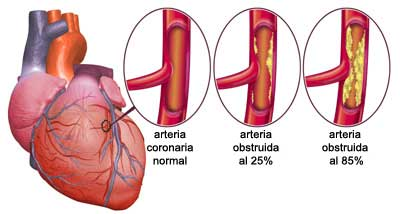 arteria
coronaria
normal
arteria
obstruida
al 25%
arteria
obstruida
al 85%